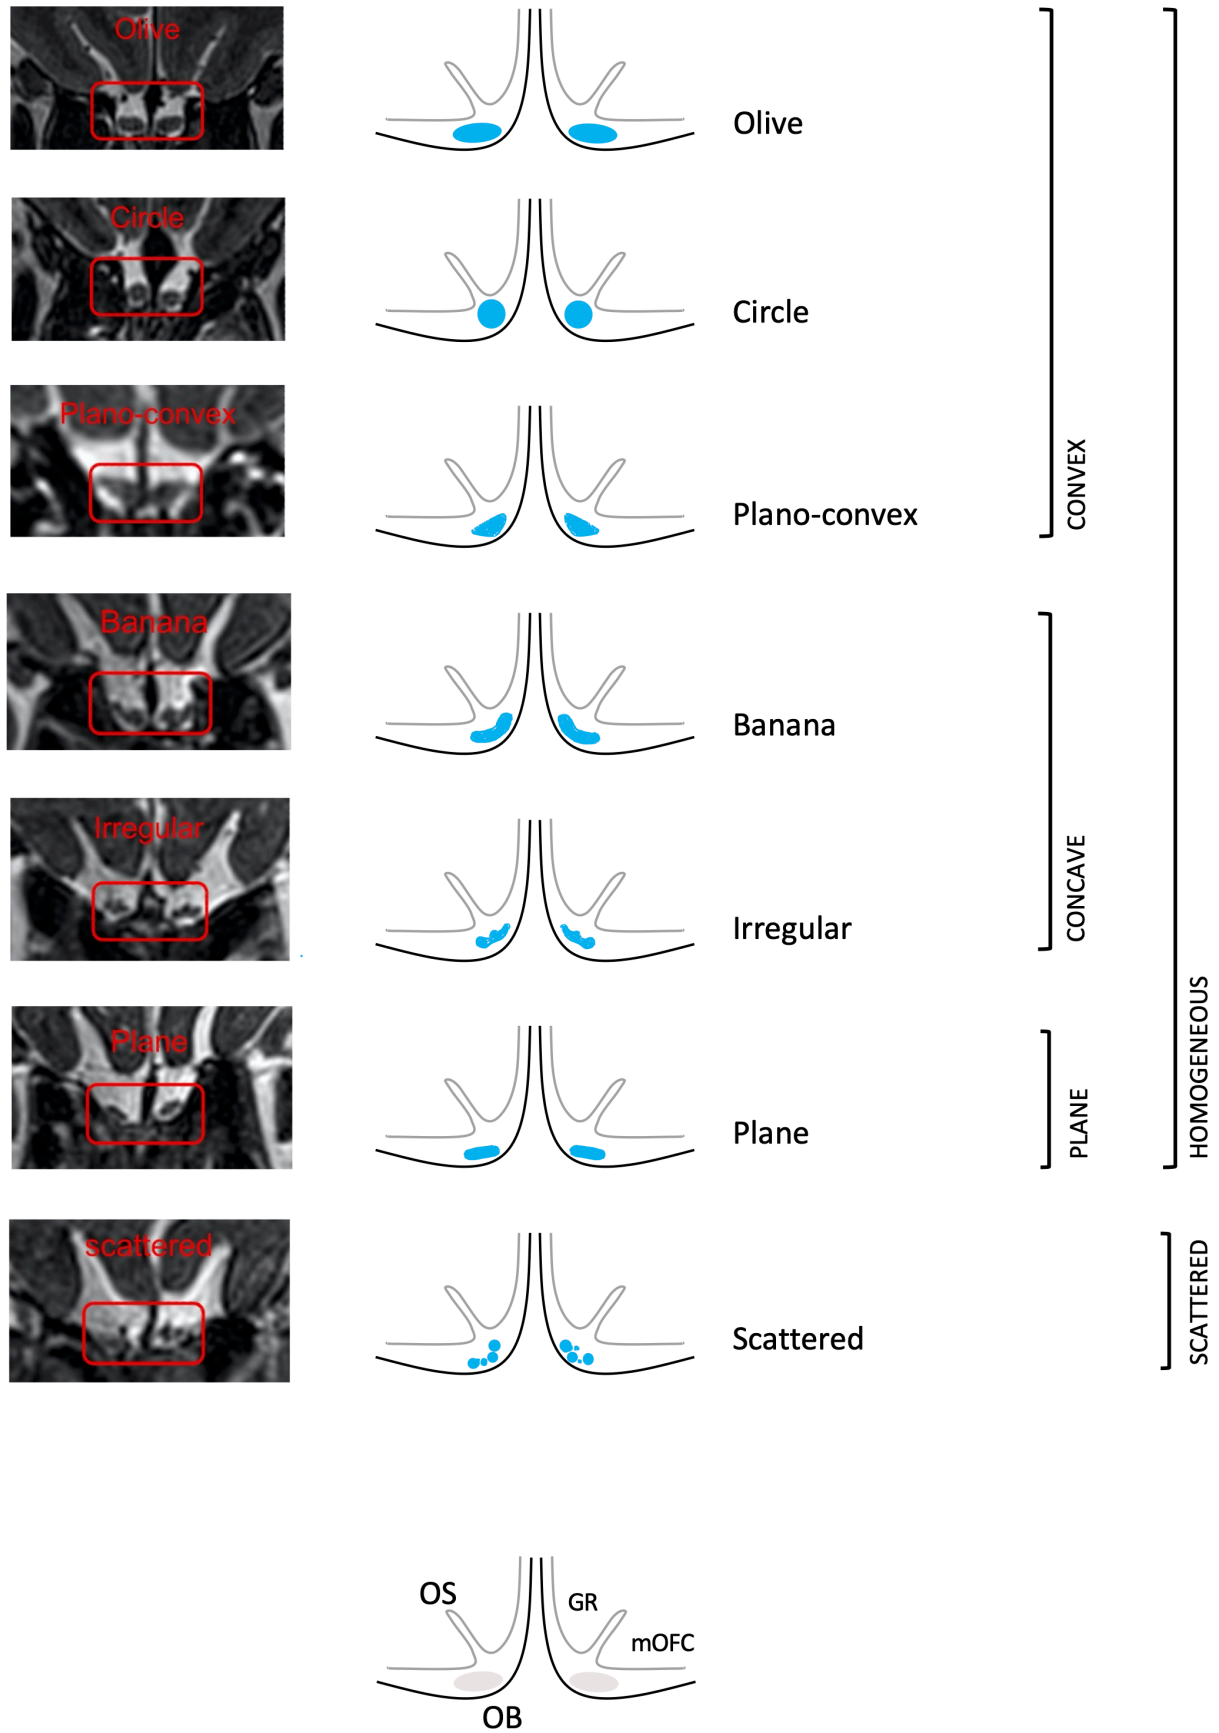 Olive
Olive
Circle
Circle
Plano-convex
Plano-convex
CONVEX
Banana
Banana
Irregular
Irregular
CONCAVE
Plane
Plane
PLANE
HOMOGENEOUS
scattered
Scattered
SCATTERED
OS
GR
mOFC
OB